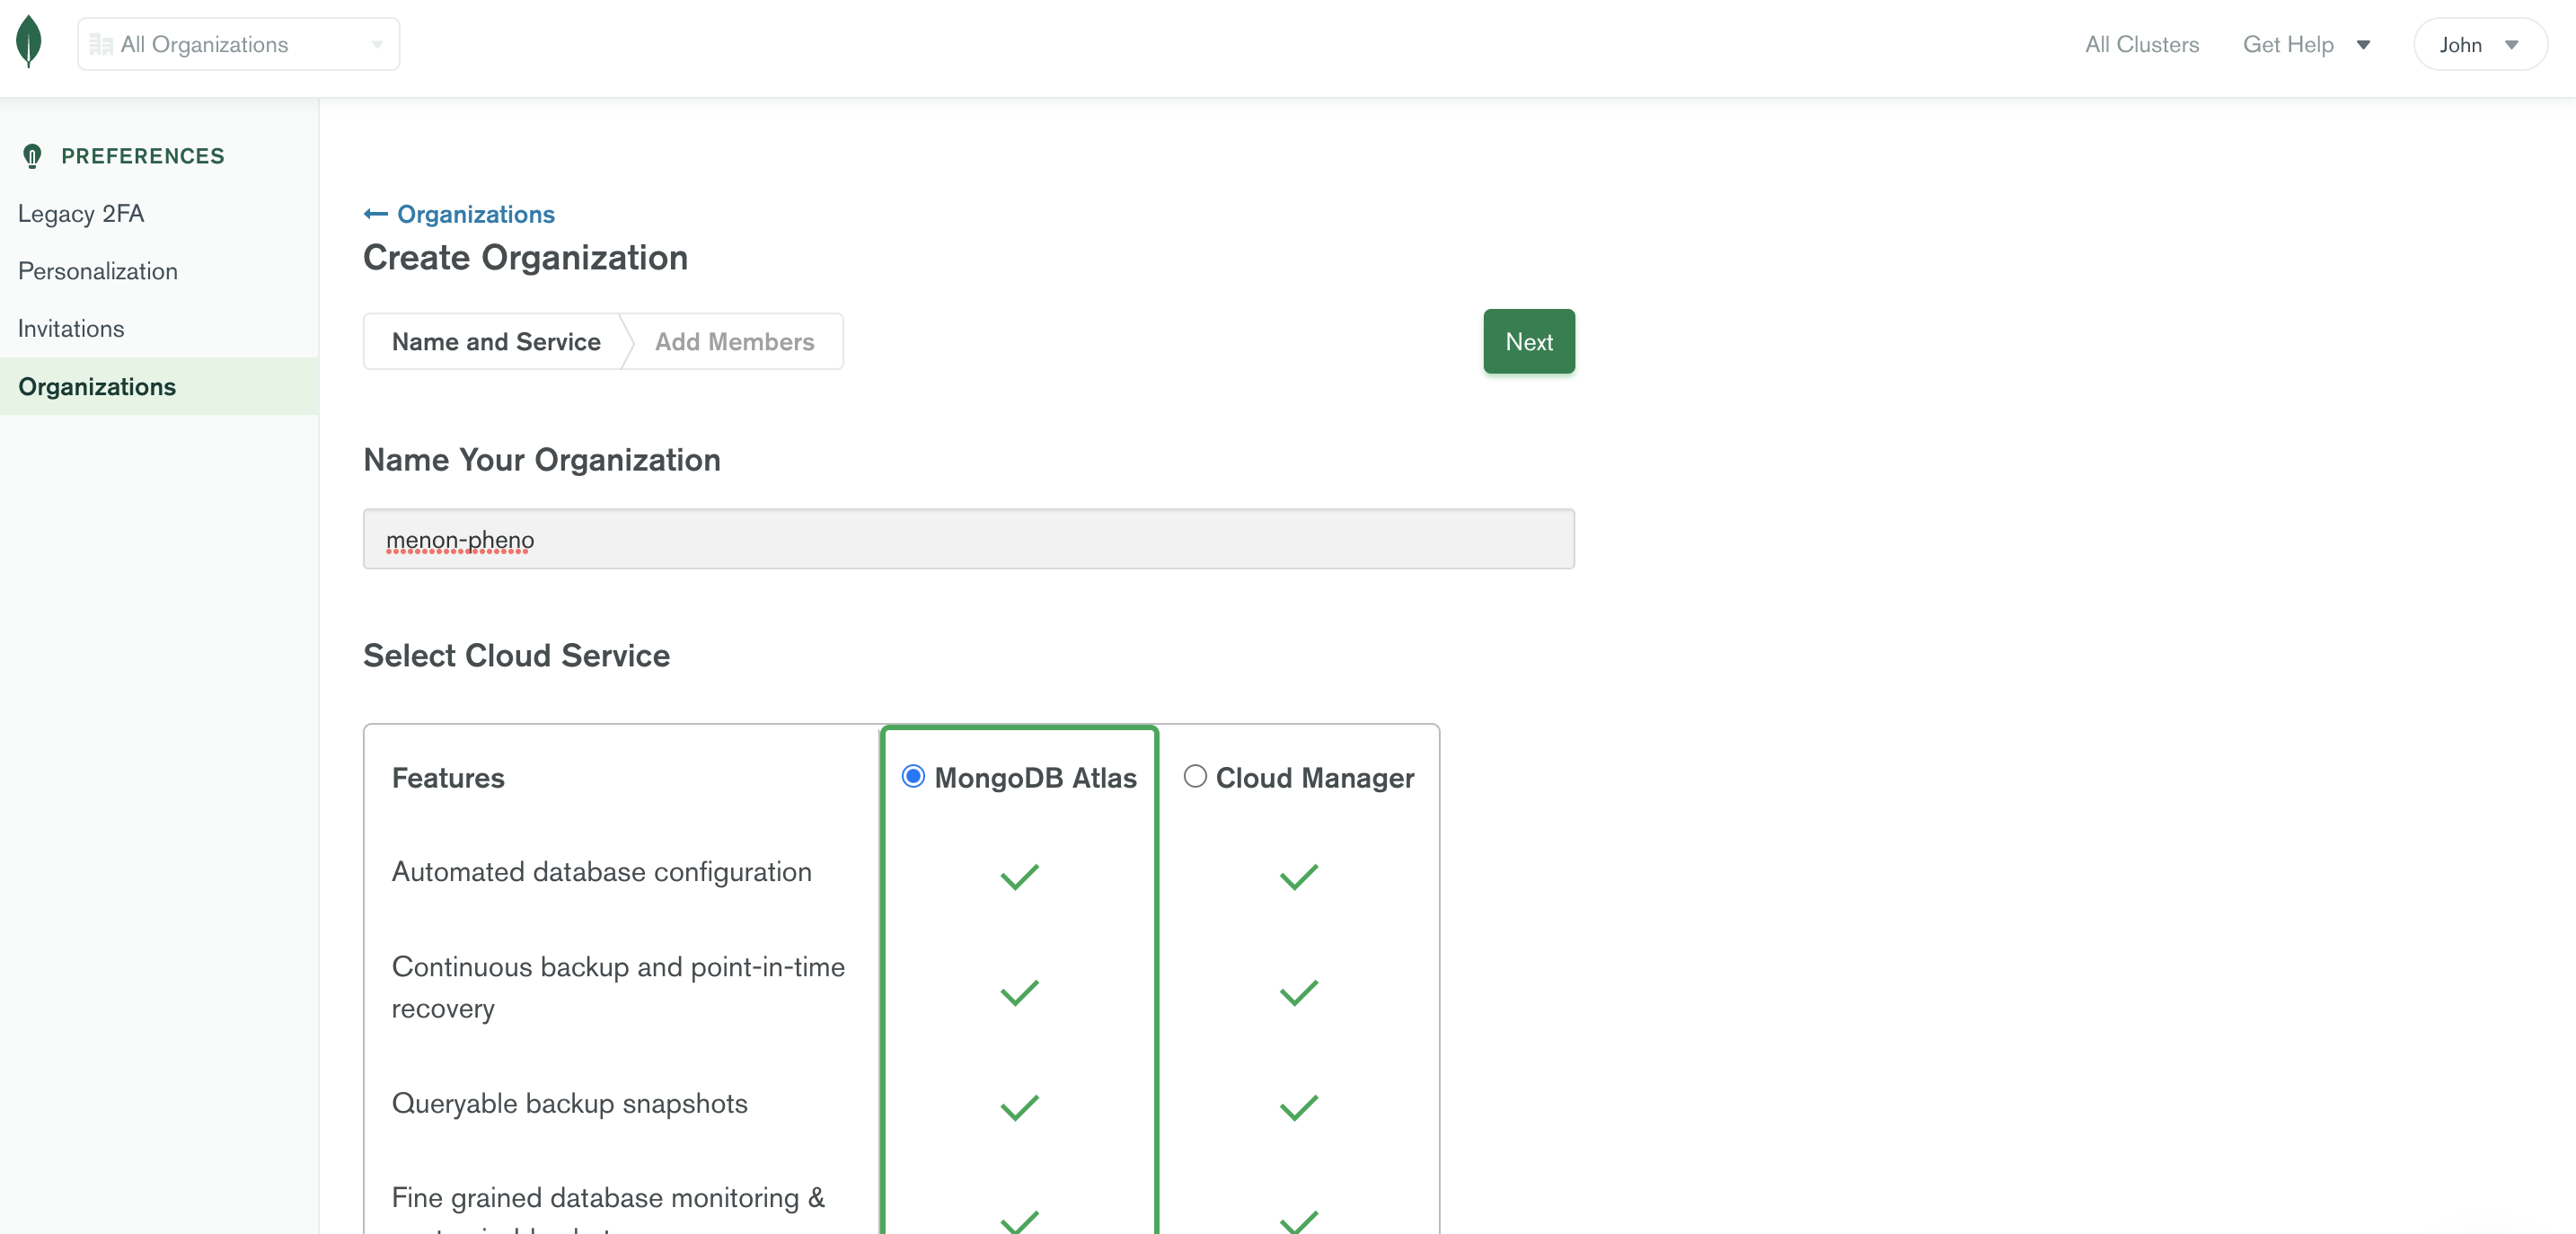 All Organizations
All Clusters
Get Help
John
PREFERENCES
Legacy 2FA
Personalization
Invitations
Organizations
Organizations
Create Organization
Name and Service
Add Members
Next
Name Your Organization
menon-pheno
Select Cloud Service
Features
MongoDB Atlas
Cloud Manager
Automated database configuration
Continuous backup and point-in-time
recovery
Queryable backup snapshots
Fine grained database monitoring &